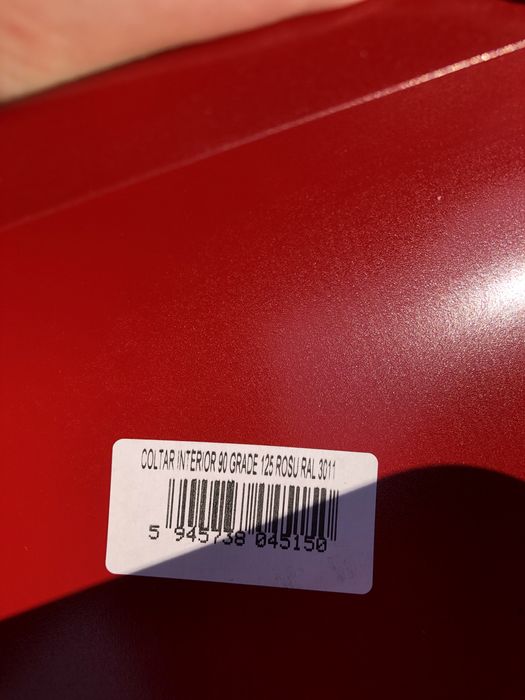 COLTAR INTERIOR 90 GRADE 125 ROSU RAL 3011
5 945738 045150